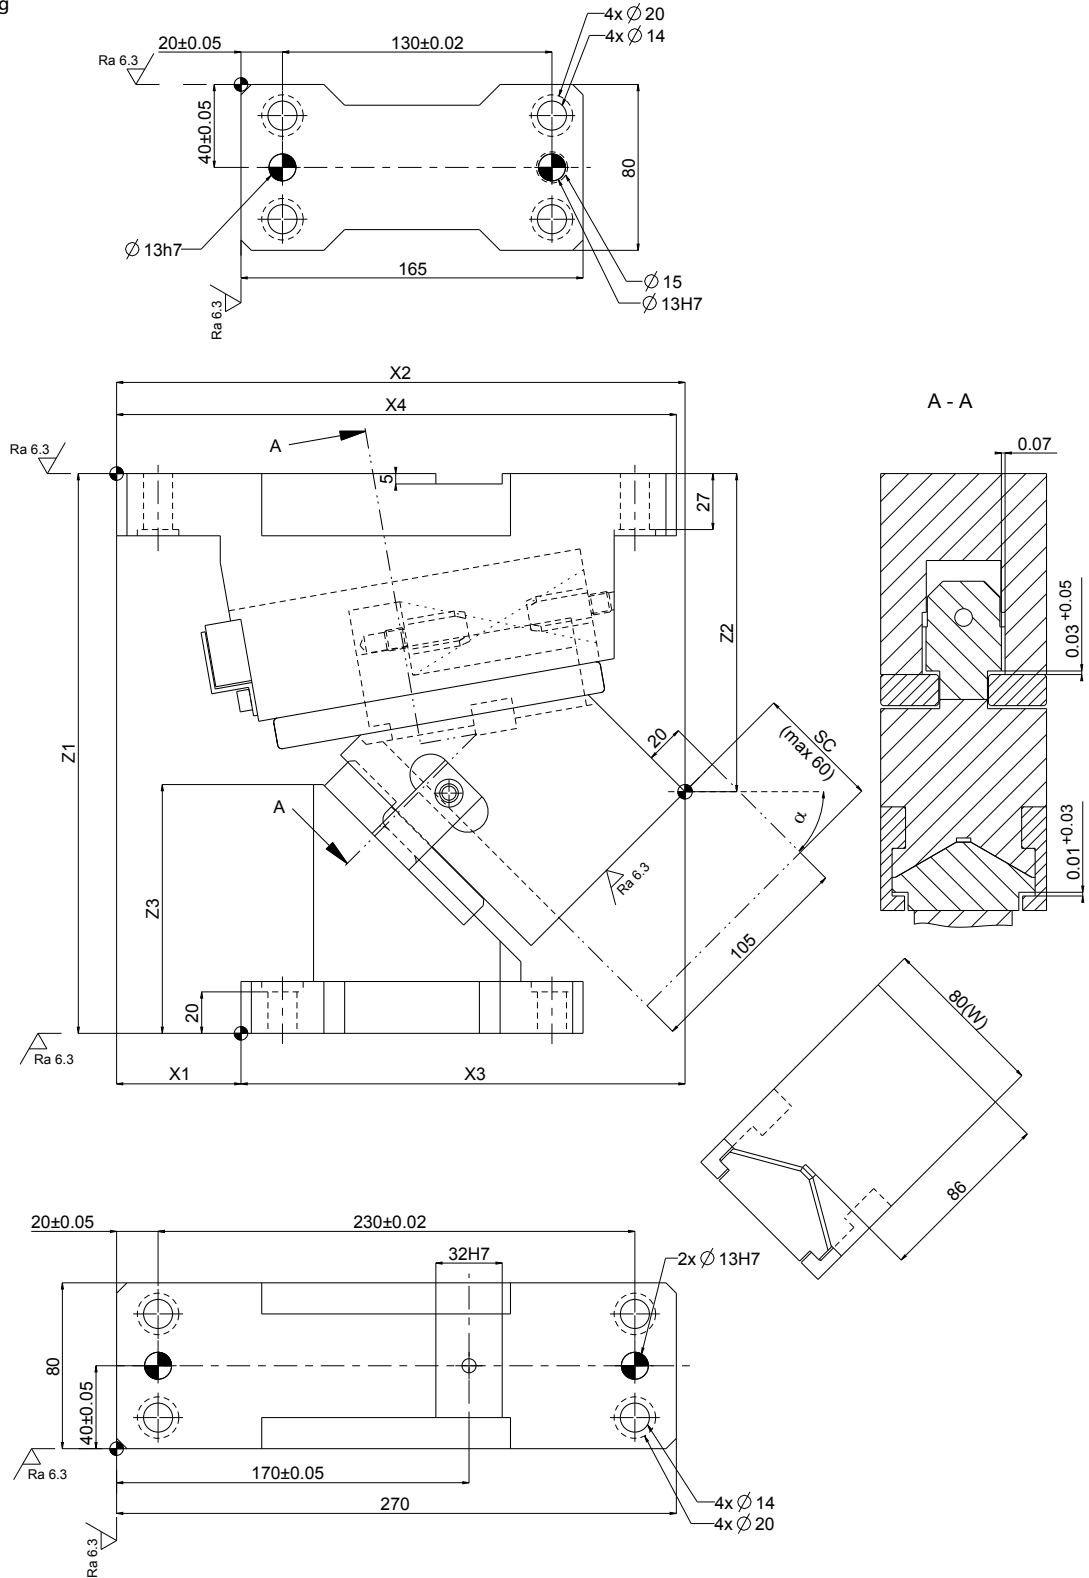 g
4x Ø 20
4x Ø 14
20±0.05
130±0.02
Ra 6.3
40±0.05
80
Ø 13h7
165
Ø 15
Ø 13H7
Ra 6.3
X2
X4
A - A
A
Ra 6.3
0.07
5
27
Z2
0.03 +0.05
Z1
20
SC
(max 60)
A
α
Ra 6.3
0.01 +0.03
Z3
105
20
80(W)
Ra 6.3
X1
X3
86
20±0.05
230±0.02
32H7
2x Ø 13H7
80
40±0.05
Ra 6.3
170±0.05
270
4x Ø 14
4x Ø 20
Ra 6.3